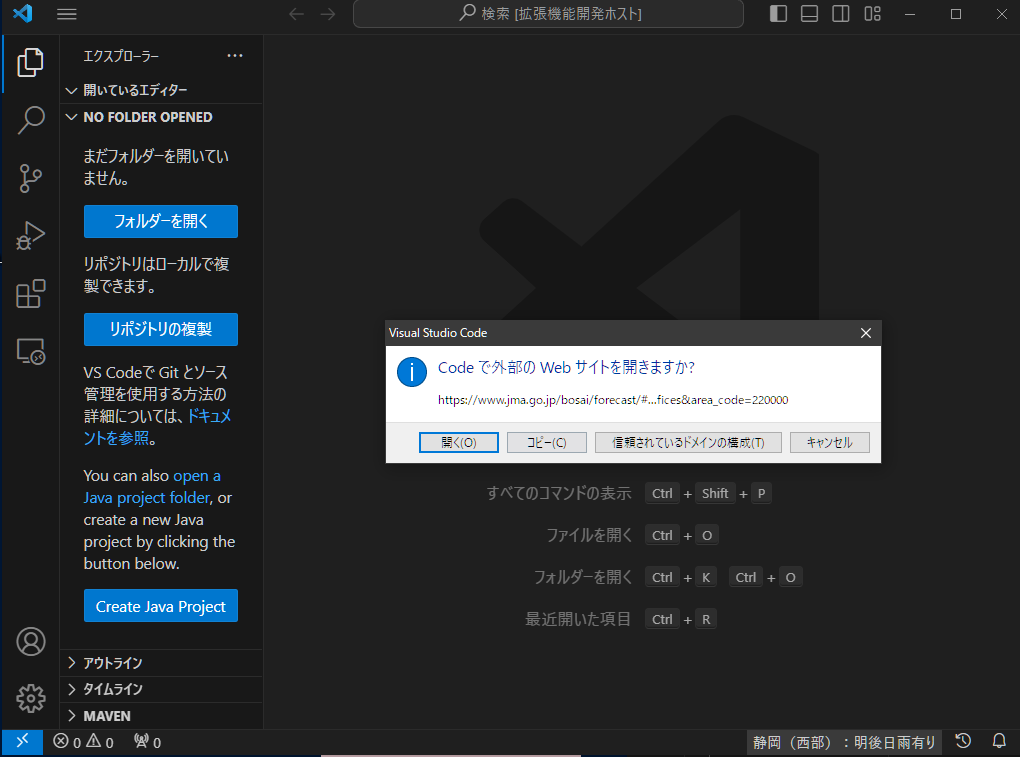 検索 [拡張機能開発ホスト]
エクスプローラー
開いているエディター
NO FOLDER OPENED
まだフォルダーを開いてい
ません。
フォルダーを開く
リポジトリはローカルで複
製できます。
リポジトリの複製
VS Codeで Git とソース
管理を使用する方法の
詳細については、ドキュメ
ントを参照。
You can also open a
Java project folder, or
create a new Java
project by clicking the
button below.
Create Java Project
アウトライン
タイムライン
MAVEN
Visual Studio Code
Code で外部の Web サイトを開きますか?
https://www.jma.go.jp/bosai/forecast/#...fices&area_code=220000
開く(O)
コピー(C)
信頼されているドメインの構成(T)
キャンセル
すべてのコマンドの表示 Ctrl + Shift + P
ファイルを開く Ctrl + O
フォルダーを開く Ctrl + K Ctrl + O
最近開いた項目 Ctrl + R
0 0 0
静岡（西部）：明後日雨有り